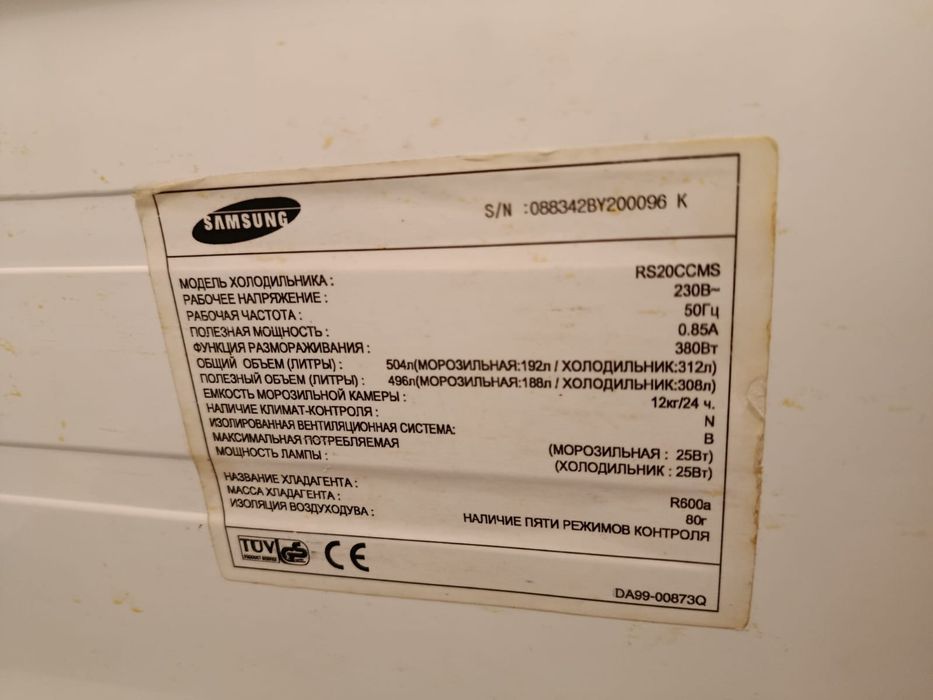 SAMSUNG
S/N :088342BY200096 K
МОДЕЛЬ ХОЛОДИЛЬНИКА : RS20CCMS
РАБОЧЕЕ НАПРЯЖЕНИЕ : 230В~
РАБОЧАЯ ЧАСТОТА : 50Гц
ПОЛЕЗНАЯ МОЩНОСТЬ : 0.85А
ФУНКЦИЯ РАЗМОРАЖИВАНИЯ : 380Вт
ОБЩИЙ ОБЪЕМ (ЛИТРЫ) : 504л(МОРОЗИЛЬНАЯ:192л / ХОЛОДИЛЬНИК:312л)
ПОЛЕЗНЫЙ ОБЪЕМ (ЛИТРЫ) : 496л(МОРОЗИЛЬНАЯ:188л / ХОЛОДИЛЬНИК:308л)
ЕМКОСТЬ МОРОЗИЛЬНОЙ КАМЕРЫ : 12кг/24 ч.
НАЛИЧИЕ КЛИМАТ-КОНТРОЛЯ : N
ИЗОЛИРОВАННАЯ ВЕНТИЛЯЦИОННАЯ СИСТЕМА: B
МАКСИМАЛЬНАЯ ПОТРЕБЛЯЕМАЯ (МОРОЗИЛЬНАЯ : 25Вт)
МОЩНОСТЬ ЛАМПЫ : (ХОЛОДИЛЬНИК : 25Вт)
НАЗВАНИЕ ХЛАДАГЕНТА : R600a
МАССА ХЛАДАГЕНТА : 80г
ИЗОЛЯЦИЯ ВОЗДУХОДУВА : НАЛИЧИЕ ПЯТИ РЕЖИМОВ КОНТРОЛЯ
TÜV GS CE
DA99-00873Q